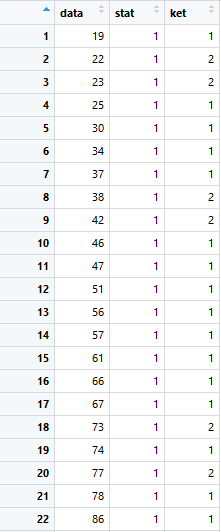 data stat ket
1 19 1 1
2 22 1 2
3 23 1 2
4 25 1 1
5 30 1 1
6 34 1 1
7 37 1 1
8 38 1 2
9 42 1 2
10 46 1 1
11 47 1 1
12 51 1 1
13 56 1 1
14 57 1 1
15 61 1 1
16 66 1 1
17 67 1 1
18 73 1 2
19 74 1 1
20 77 1 2
21 78 1 1
22 86 1 1